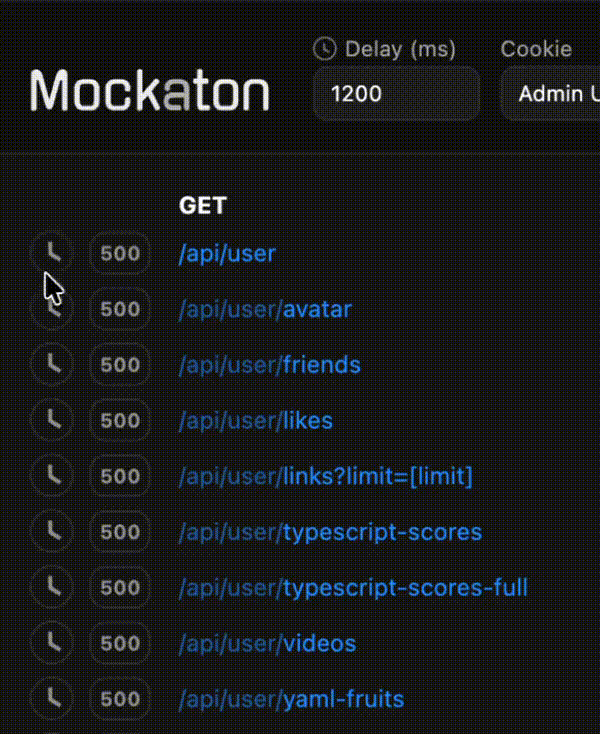 Delay (ms) Cookie
Mockaton 1200 Admin U
GET
500 /api/user
500 /api/user/avatar
500 /api/user/friends
500 /api/user/likes
500 /api/user/links?limit=[limit]
500 /api/user/typescript-scores
500 /api/user/typescript-scores-full
500 /api/user/videos
500 /api/user/yaml-fruits